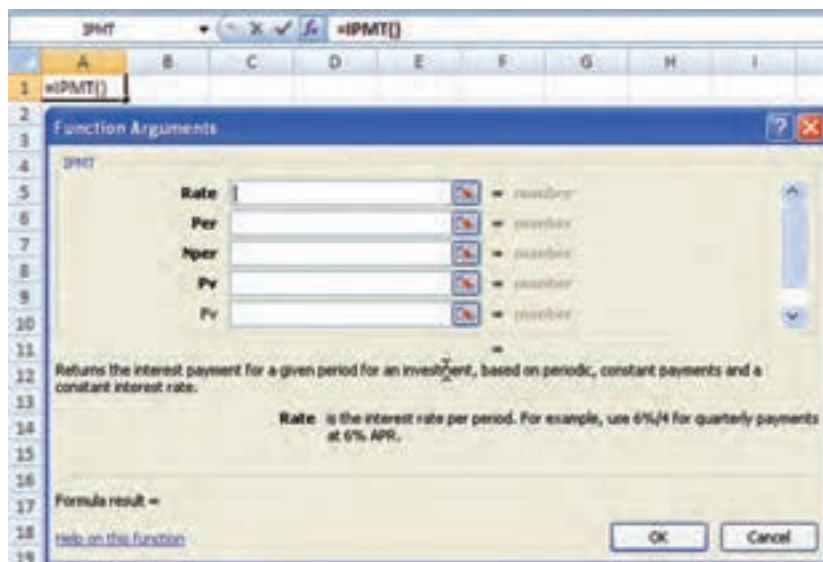 IPMT =IPMT()
A B C D E F G H I
1 =IPMT()
2
3 Function Arguments
4 IPMT
5 Rate = number
6 Per = number
7 Nper = number
8 Pv = number
9
10 Fv = number
11 =
12 Returns the interest payment for a given period for an investment, based on periodic, constant payments and a
constant interest rate.
13
14 Rate is the interest rate per period. For example, use 6%/4 for quarterly payments
at 6% APR.
15
16
17 Formula result =
18 Help on this function OK Cancel
19